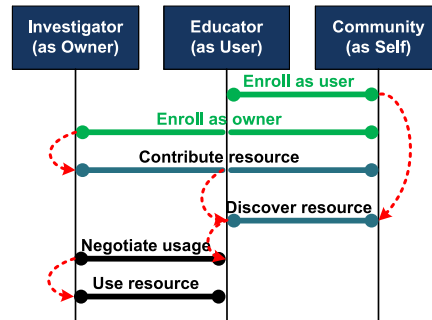 Investigator
(as Owner)
Educator
(as User)
Community
(as Self)
Enroll as user
Enroll as owner
Contribute resource
Discover resource
Negotiate usage
Use resource